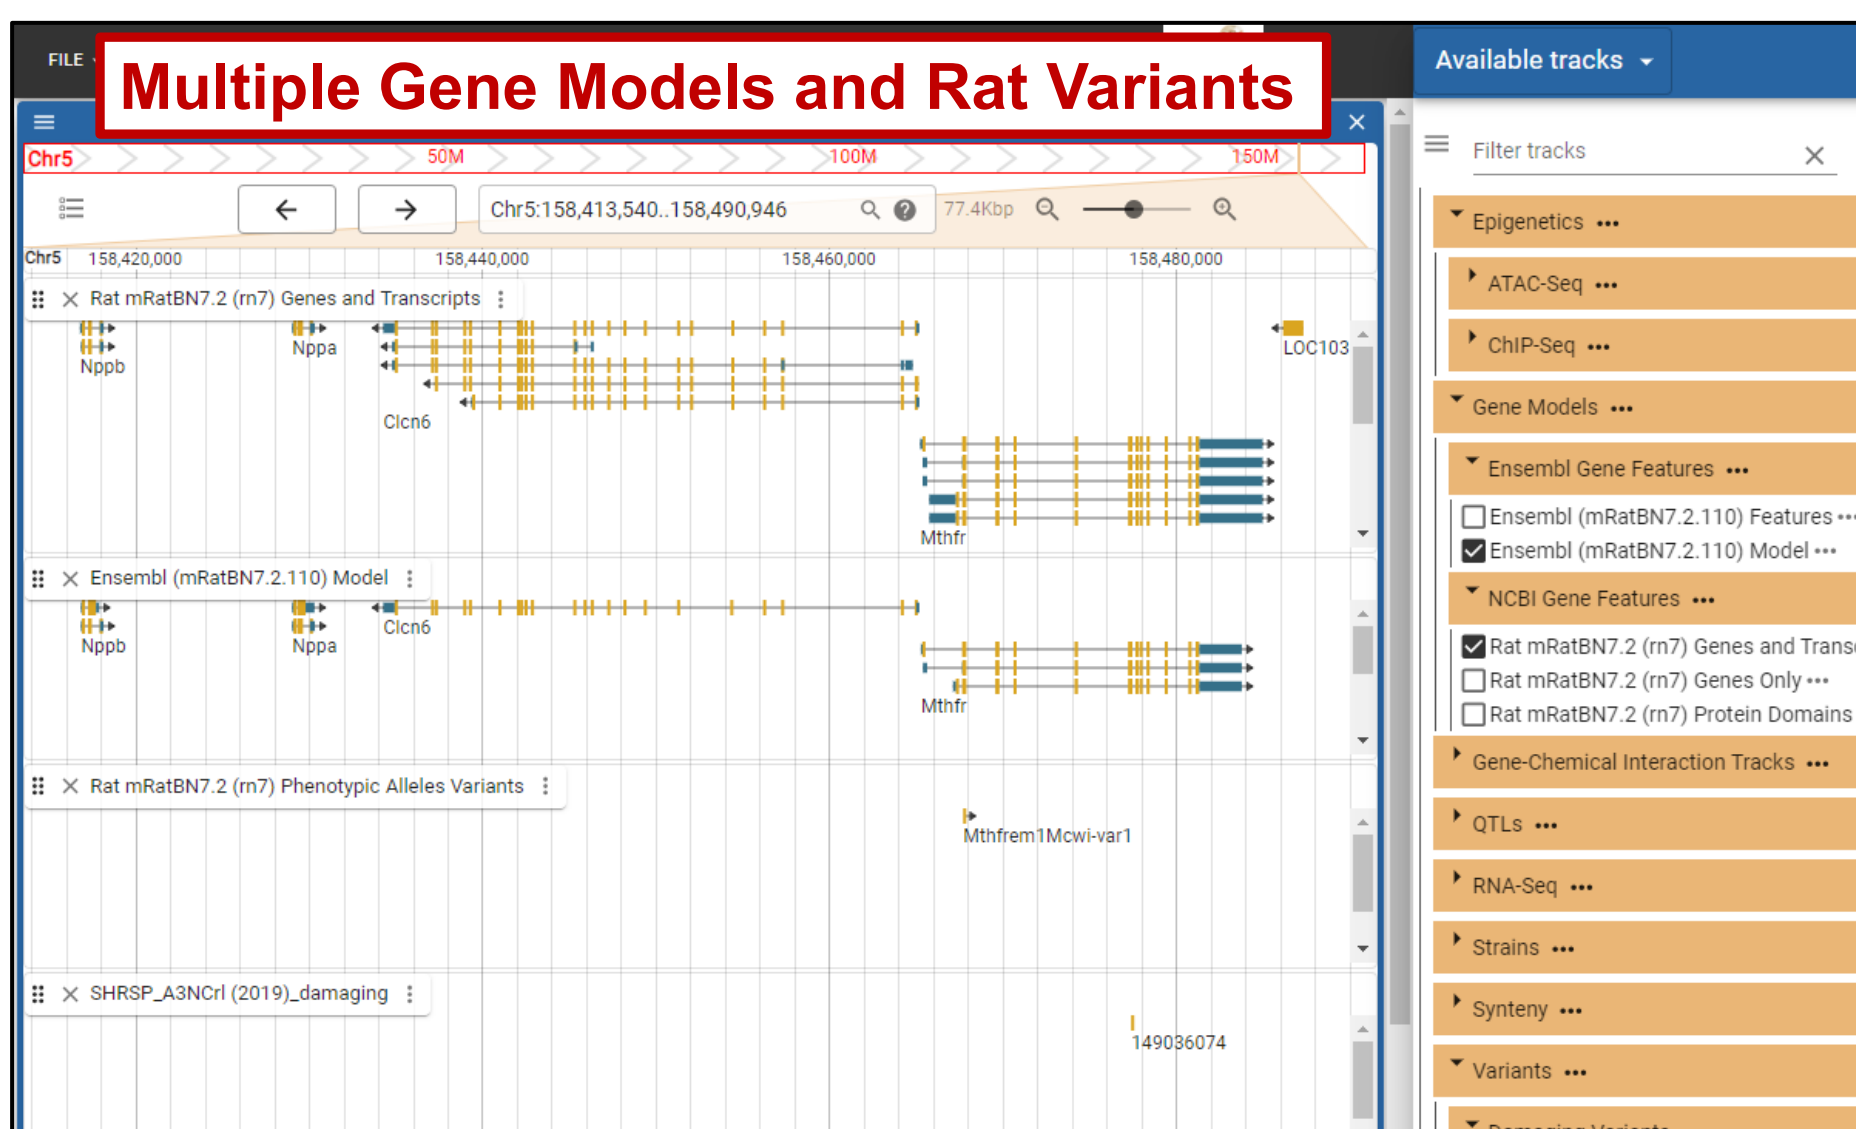 FILE
Multiple Gene Models and Rat Variants
Chr5
50M
100M
150M
Chr5:158,413,540..158,490,946
77.4Kbp
Chr5
158,420,000
158,440,000
158,460,000
158,480,000
Rat mRatBN7.2 (rn7) Genes and Transcripts
Nppb
Nppa
Clcn6
Mthfr
LOC103
Ensembl (mRatBN7.2.110) Model
Nppb
Nppa
Clcn6
Mthfr
Rat mRatBN7.2 (rn7) Phenotypic Alleles Variants
Mthfrem1Mcwi-var1
SHRSP_A3NCrl (2019)_damaging
149036074
Available tracks
Filter tracks
Epigenetics
ATAC-Seq
ChIP-Seq
Gene Models
Ensembl Gene Features
Ensembl (mRatBN7.2.110) Features
Ensembl (mRatBN7.2.110) Model
NCBI Gene Features
Rat mRatBN7.2 (rn7) Genes and Trans
Rat mRatBN7.2 (rn7) Genes Only
Rat mRatBN7.2 (rn7) Protein Domains
Gene-Chemical Interaction Tracks
QTLs
RNA-Seq
Strains
Synteny
Variants
Damaging Variants